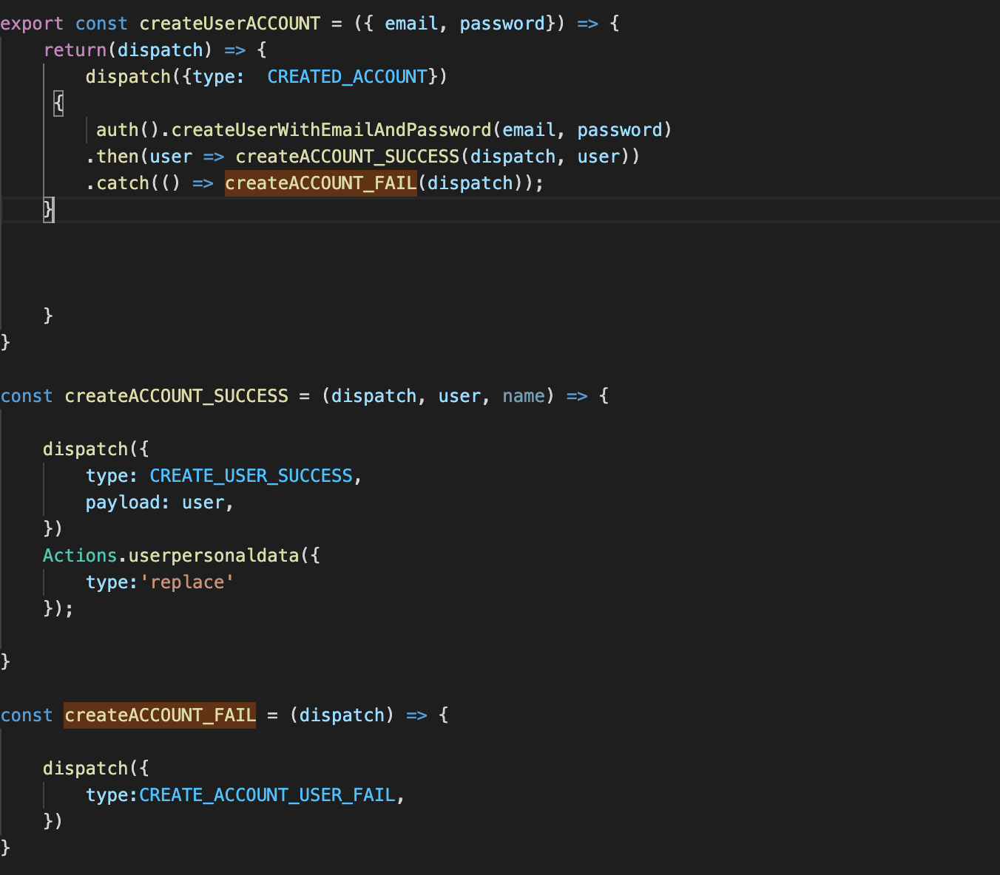 export const createUserACCOUNT = ({ email, password}) => {
    return(dispatch) => {
        dispatch({type:  CREATED_ACCOUNT})
     {
         auth().createUserWithEmailAndPassword(email, password)
        .then(user => createACCOUNT_SUCCESS(dispatch, user))
        .catch(() => createACCOUNT_FAIL(dispatch));
    }
    }
}
const createACCOUNT_SUCCESS = (dispatch, user, name) => {
    dispatch({
        type: CREATE_USER_SUCCESS,
        payload: user,
    })
    Actions.userpersonaldata({
        type:'replace'
    });
}
const createACCOUNT_FAIL = (dispatch) => {
    dispatch({
        type:CREATE_ACCOUNT_USER_FAIL,
    })
}